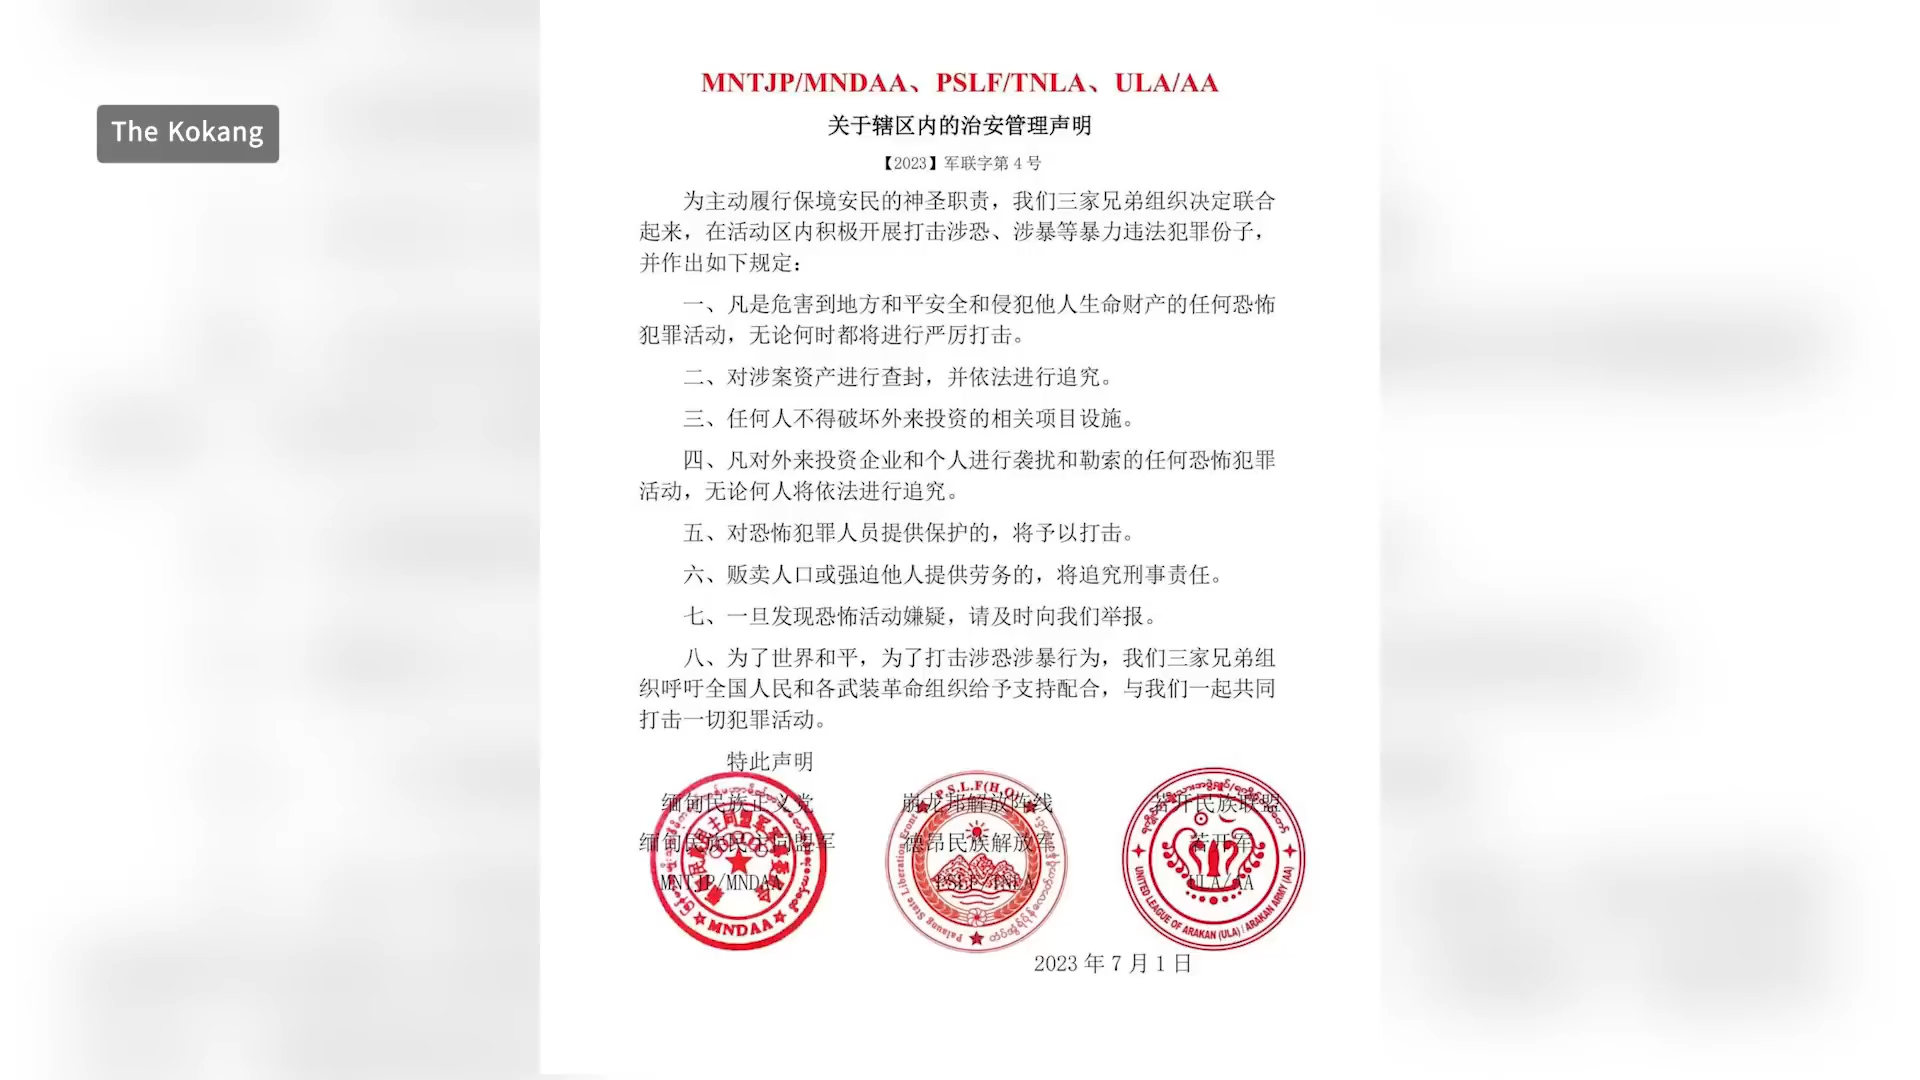 The Kokang
MNTJP/MNDAA、PSLF/TNLA、ULA/AA
关于辖区内的治安管理声明
【2023】军联字第 4 号
为主动履行保境安民的神圣职责，我们三家兄弟组织决定联合
起来，在活动区内积极开展打击涉恐、涉暴等暴力违法犯罪份子，
并作出如下规定：
一、凡是危害到地方和平安全和侵犯他人生命财产的任何恐怖
犯罪活动，无论何时都将进行严厉打击。
二、对涉案资产进行查封，并依法进行追究。
三、任何人不得破坏外来投资的相关项目设施。
四、凡对外来投资企业和个人进行袭扰和勒索的任何恐怖犯罪
活动，无论何人将依法进行追究。
五、对恐怖犯罪人员提供保护的，将予以打击。
六、贩卖人口或强迫他人提供劳务的，将追究刑事责任。
七、一旦发现恐怖活动嫌疑，请及时向我们举报。
八、为了世界和平，为了打击涉恐涉暴行为，我们三家兄弟组
织呼吁全国人民和各武装革命组织给予支持配合，与我们一起共同
打击一切犯罪活动。
特此声明
缅甸民族正义党
缅甸民族民主同盟军
MNTJP/MNDAA
MNDAA
崩龙邦解放阵线
德昂民族解放军
PSLF/TNLA
P.S.L.F(H.Q)
Palaung State Liberation Front
若开民族联盟
若开军
ULA/AA
UNITED LEAGUE OF ARAKAN (ULA) / ARAKAN ARMY (AA)
2023 年 7 月 1 日